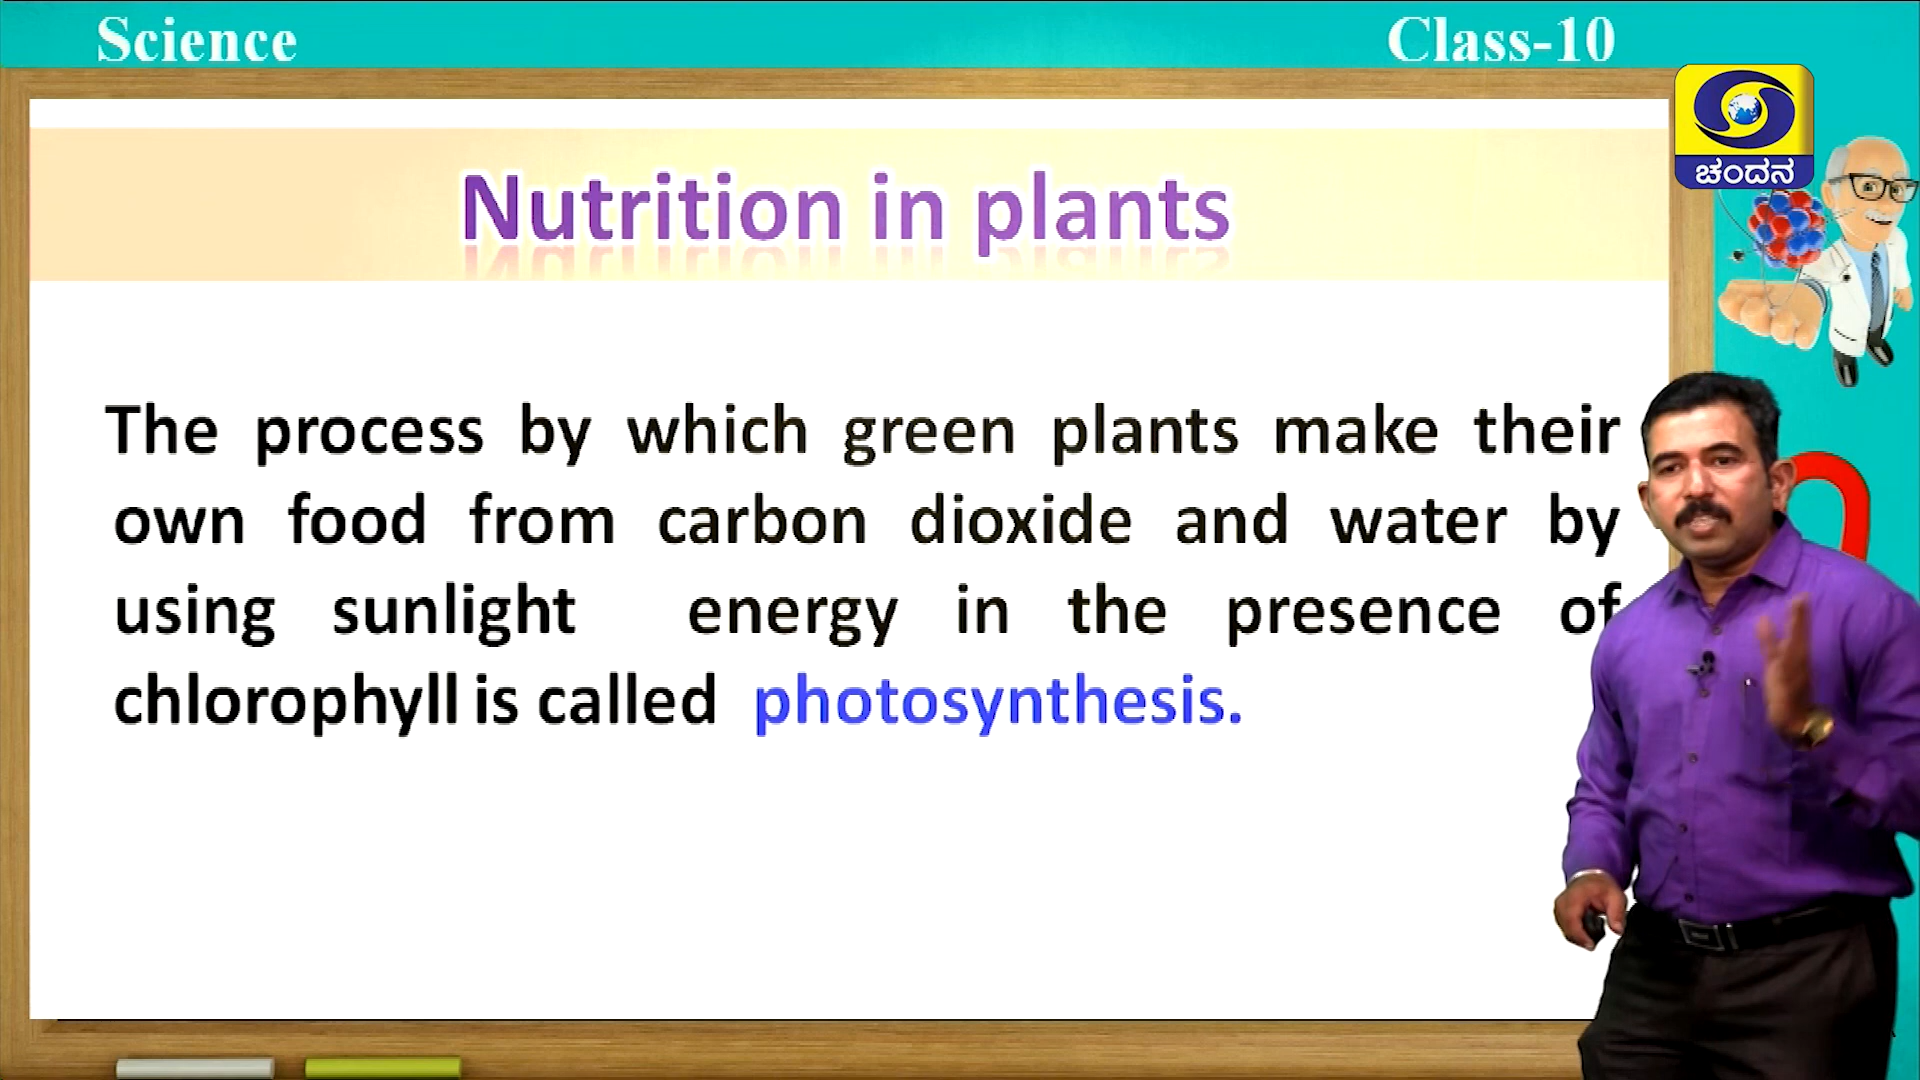 Science
Class-10
ಚಂದನ
Nutrition in plants
The process by which green plants make their
own food from carbon dioxide and water by
using sunlight energy in the presence of
chlorophyll is called photosynthesis.